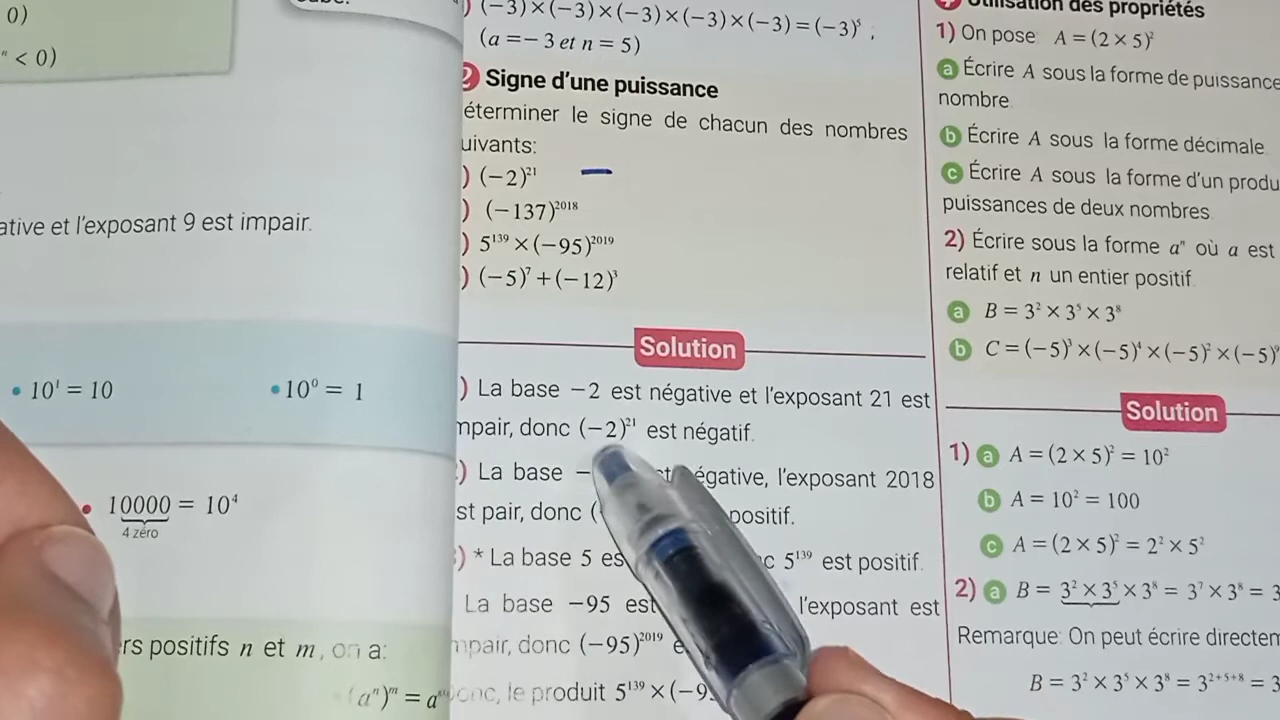 0)
" < 0)
ative et l'exposant 9 est impair.
• 10¹ = 10
• 10⁰ = 1
• 10000 = 10⁴
4 zéro
rs positifs n et m, on a:
(aⁿ)ᵐ = a
) (−3)×(−3)×(−3)×(−3)×(−3) = (−3)⁵ ;
(a = − 3 et n = 5)
2 Signe d'une puissance
éterminer le signe de chacun des nombres
uivants:
) (−2)²¹
) (−137)²⁰¹⁸
) 5¹³⁹ × (−95)²⁰¹⁹
) (−5)⁷ + (−12)³
Solution
) La base −2 est négative et l'exposant 21 est
mpair, donc (−2)²¹ est négatif.
) La base − égative, l'exposant 2018
st pair, donc ( positif.
) * La base 5 es c 5¹³⁹ est positif.
La base −95 est l'exposant est
mpair, donc (−95)²⁰¹⁹ e
onc, le produit 5¹³⁹ × (−9
Utilisation des propriétés
1) On pose A = (2 × 5)²
a Écrire A sous la forme de puissance
nombre.
b Écrire A sous la forme décimale.
c Écrire A sous la forme d'un produ
puissances de deux nombres.
2) Écrire sous la forme aⁿ où a est
relatif et n un entier positif.
a B = 3² × 3⁵ × 3⁸
b C = (−5)³ × (−5)⁴ × (−5)² × (−5)⁹
Solution
1) a A = (2 × 5)² = 10²
b A = 10² = 100
c A = (2 × 5)² = 2² × 5²
2) a B = 3² × 3⁵ × 3⁸ = 3⁷ × 3⁸ = 3
Remarque: On peut écrire directem
B = 3² × 3⁵ × 3⁸ = 3²⁺⁵⁺⁸ = 3